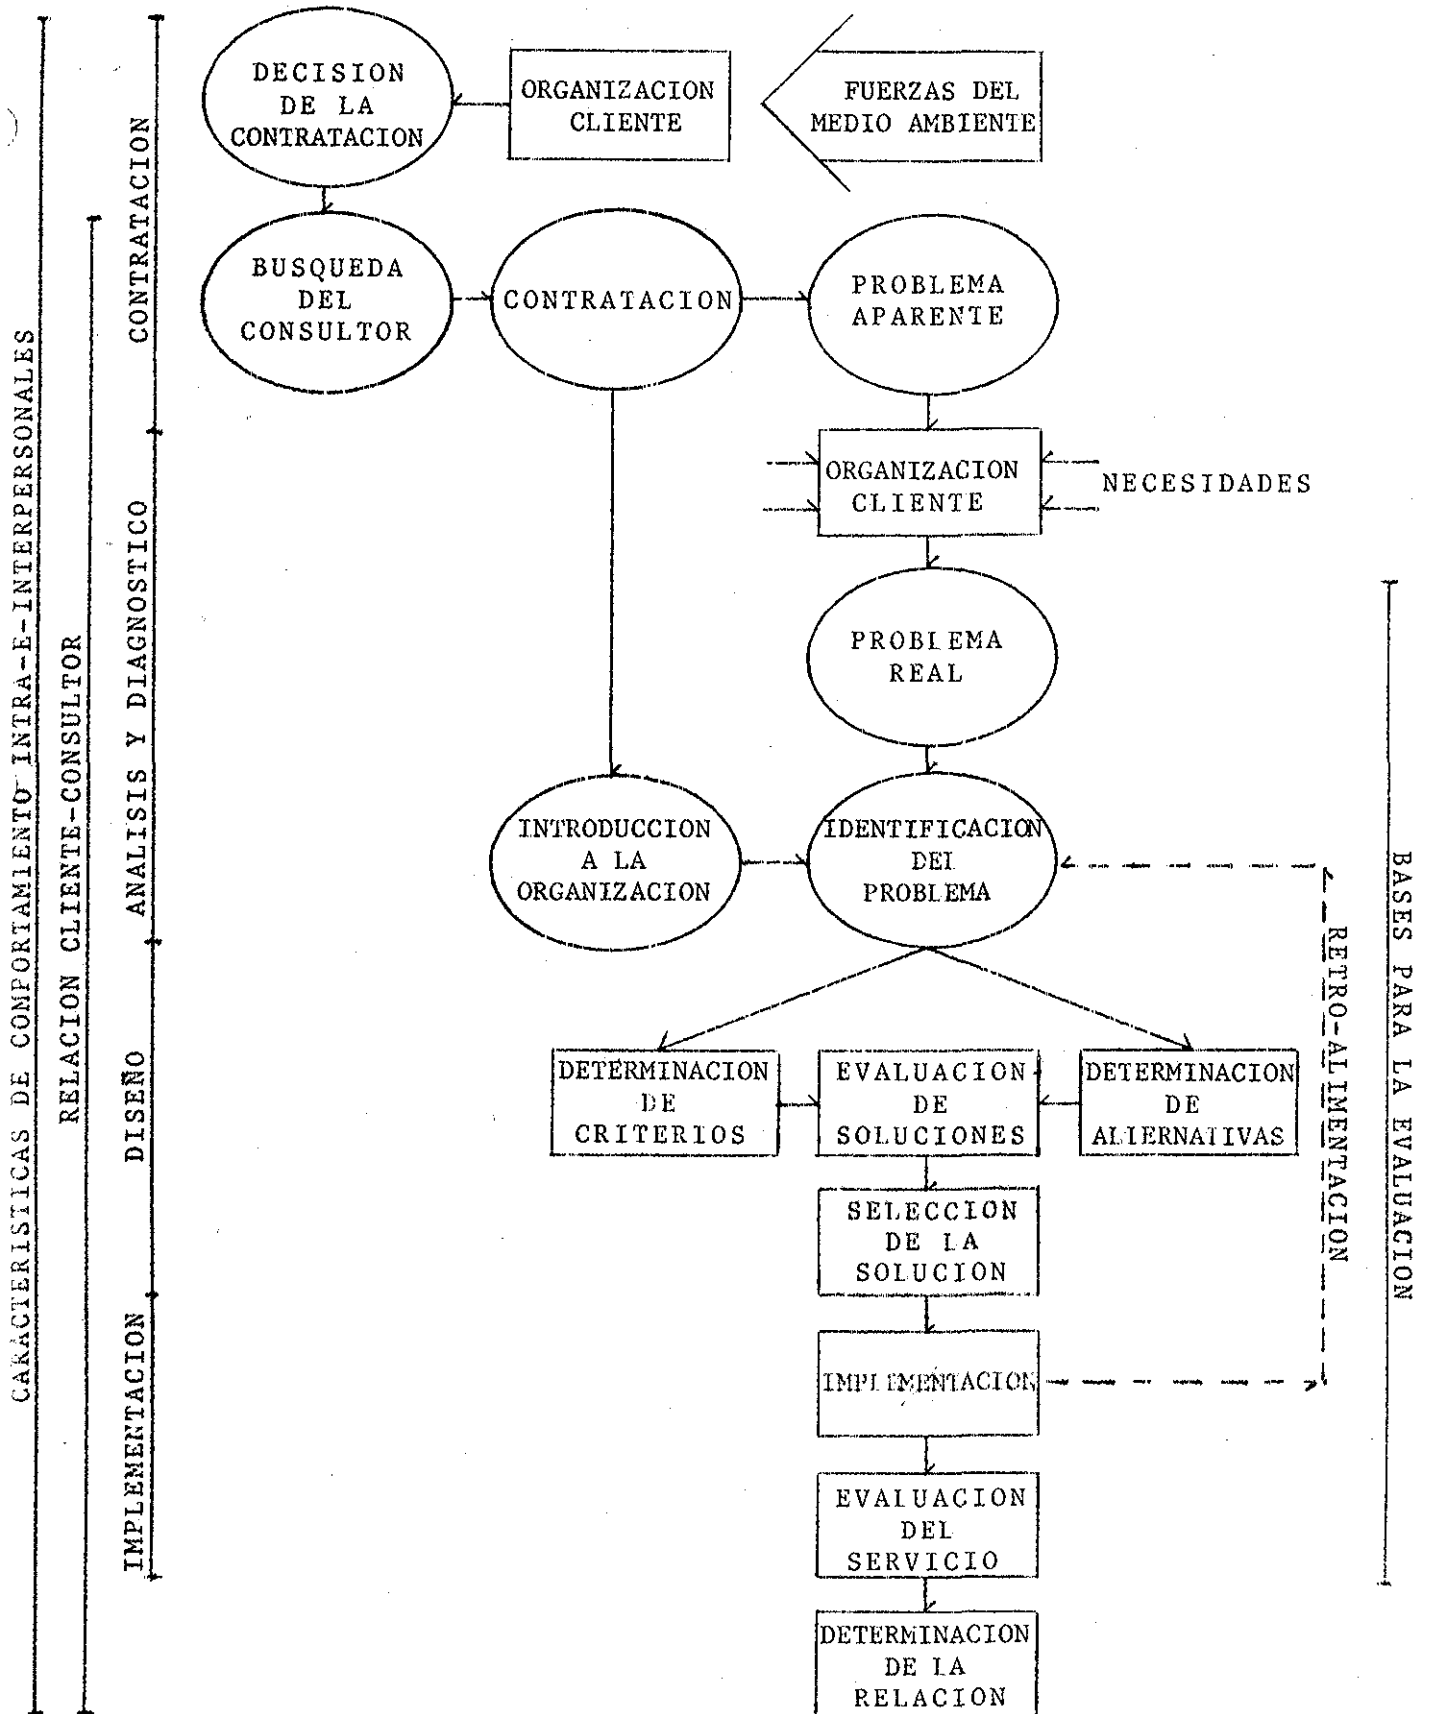 DECISION
DE LA
CONTRATACION
ORGANIZACION
CLIENTE
FUERZAS DEL
MEDIO AMBIENTE
BUSQUEDA
DEL
CONSULTOR
CONTRATACION
PROBLEMA
APARENTE
ORGANIZACION
CLIENTE
NECESIDADES
PROBLEMA
REAL
INTRODUCCION
A LA
ORGANIZACION
IDENTIFICACION
DEI
PROBLEMA
DETERMINACION
DE
CRITERIOS
EVALUACION
DE
SOLUCIONES
DETERMINACION
DE
ALIERNATIVAS
SELECCION
DE LA
SOLUCION
IMPLEMENTACION
EVALUACION
DEL
SERVICIO
DETERMINACION
DE LA
RELACION
CARACTERISTICAS DE COMPORTAMIENTO INTRA-E-INTERPERSONALES
RELACION CLIENTE-CONSULTOR
CONTRATACION
ANALISIS Y DIAGNOSTICO
DISEÑO
IMPLEMENTACION
RETRO-ALIMENTACION
BASES PARA LA EVALUACION